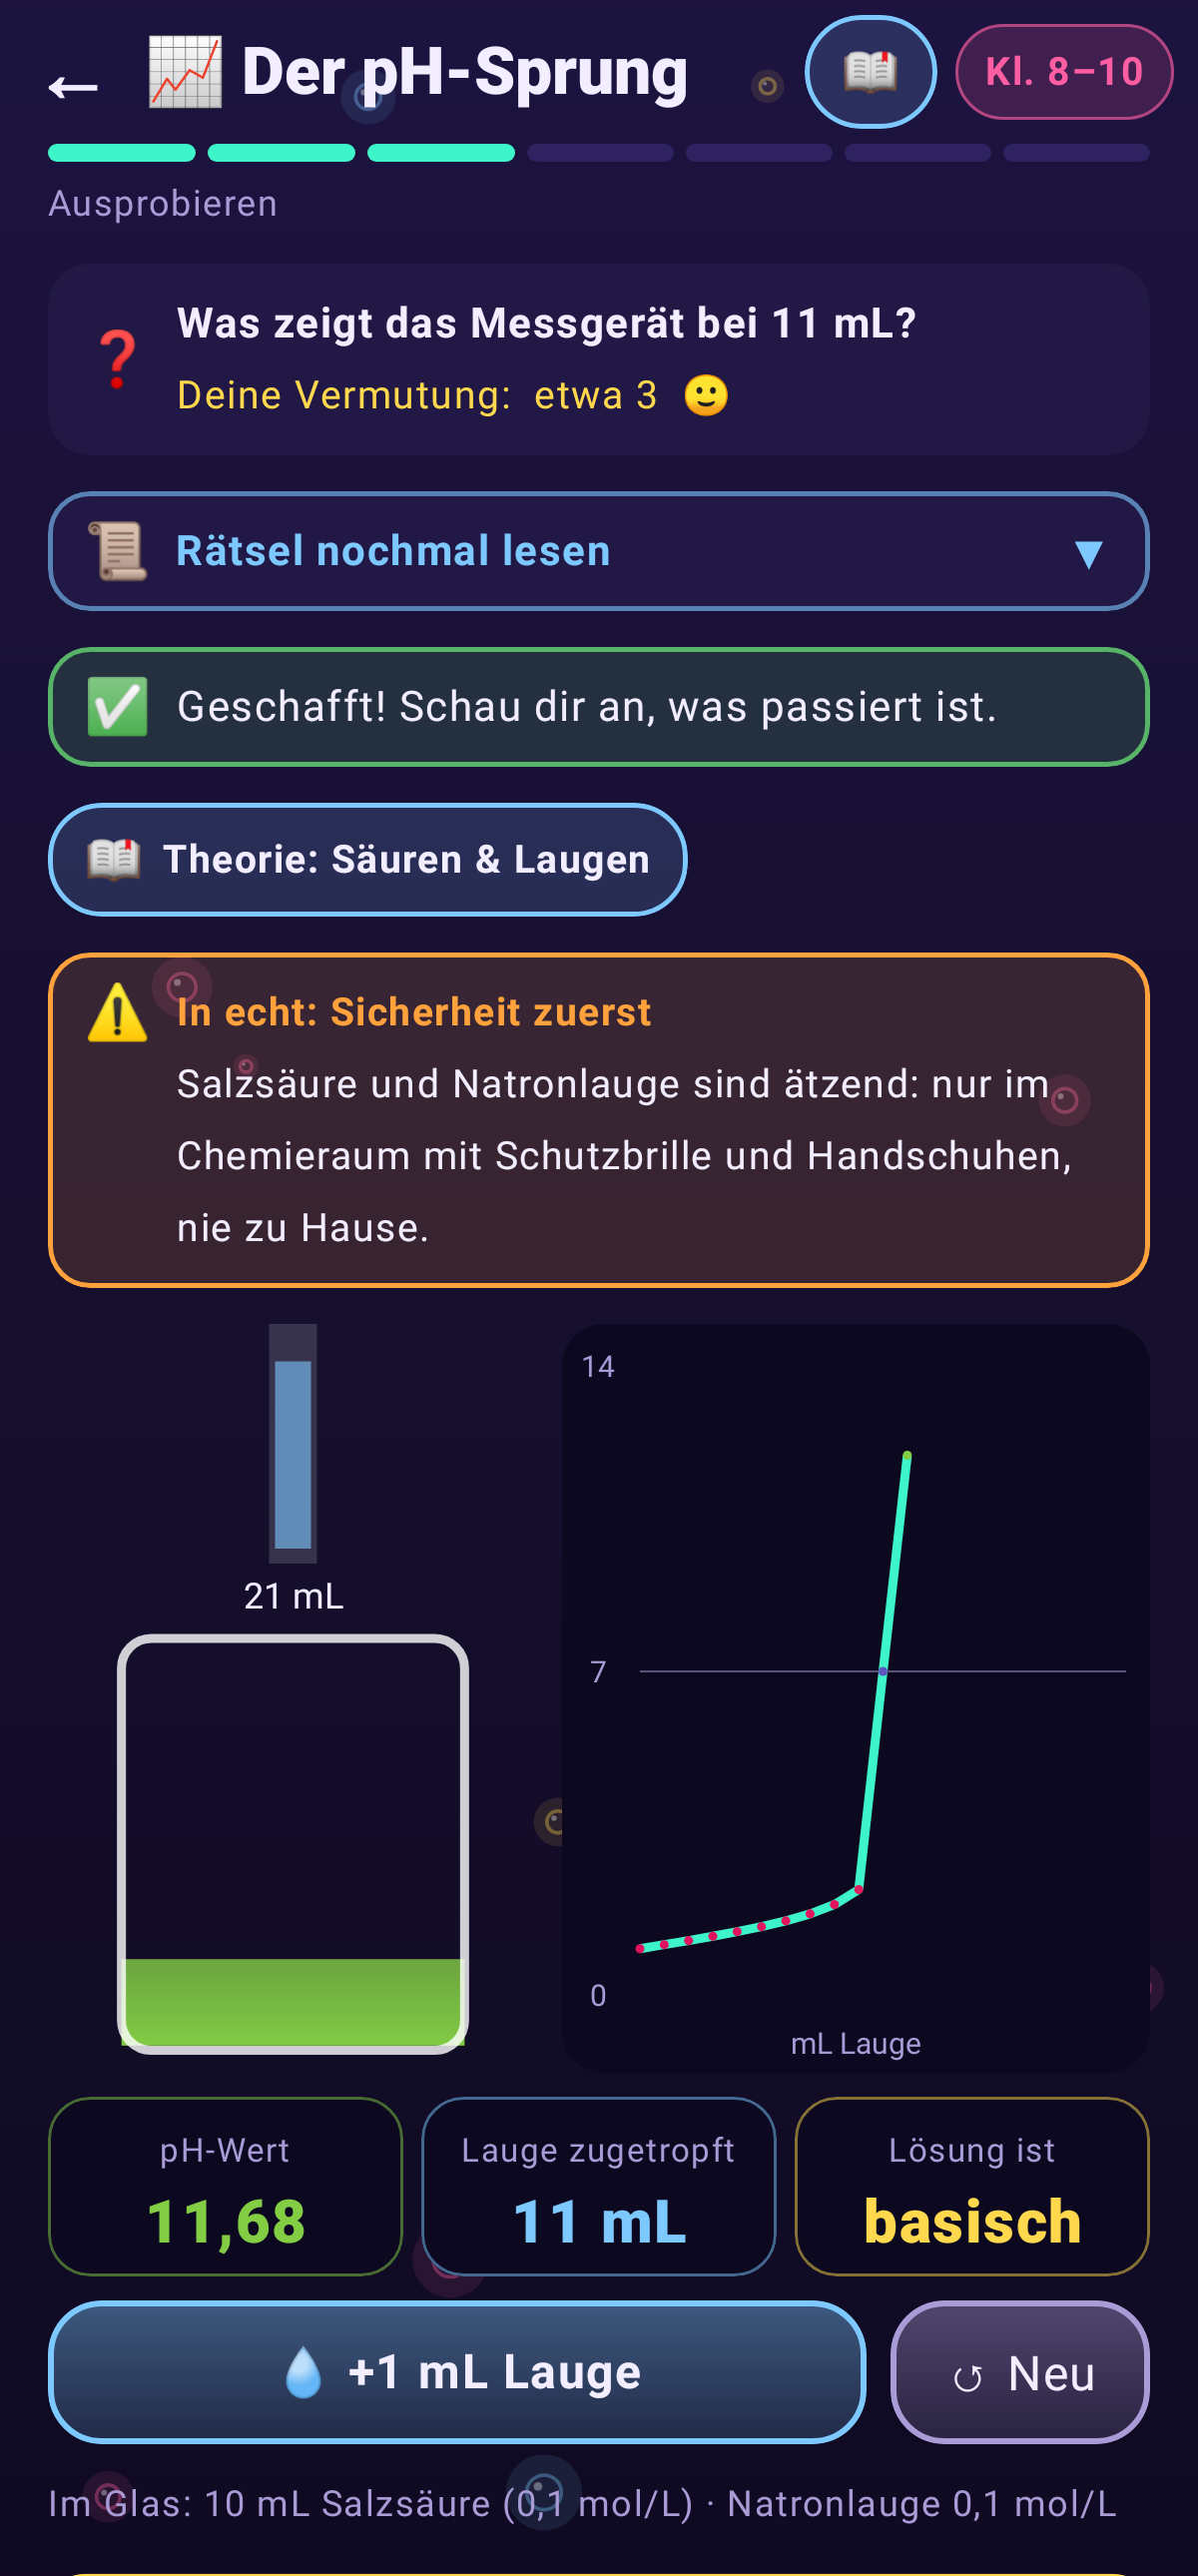 ← 📈 Der pH-Sprung 📖 Kl. 8–10
Ausprobieren
❓ Was zeigt das Messgerät bei 11 mL?
Deine Vermutung: etwa 3 🙂
📜 Rätsel nochmal lesen ▼
✅ Geschafft! Schau dir an, was passiert ist.
📖 Theorie: Säuren & Laugen
⚠️ In echt: Sicherheit zuerst
Salzsäure und Natronlauge sind ätzend: nur im
Chemieraum mit Schutzbrille und Handschuhen,
nie zu Hause.
21 mL
14
7
0
mL Lauge
pH-Wert
11,68
Lauge zugetropft
11 mL
Lösung ist
basisch
💧 +1 mL Lauge
↺ Neu
Im Glas: 10 mL Salzsäure (0,1 mol/L) · Natronlauge 0,1 mol/L